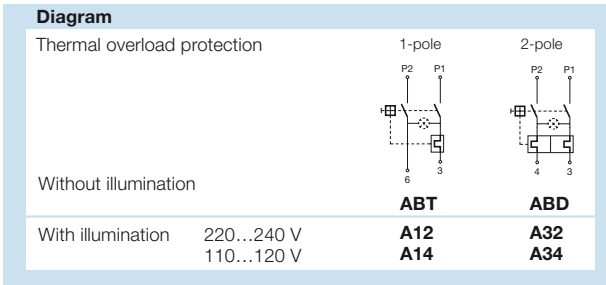 Diagram
Thermal overload protection 1-pole 2-pole
P2 P1 P2 P1
6 3 4 3
Without illumination
ABT ABD
With illumination 220...240 V A12 A32
110...120 V A14 A34